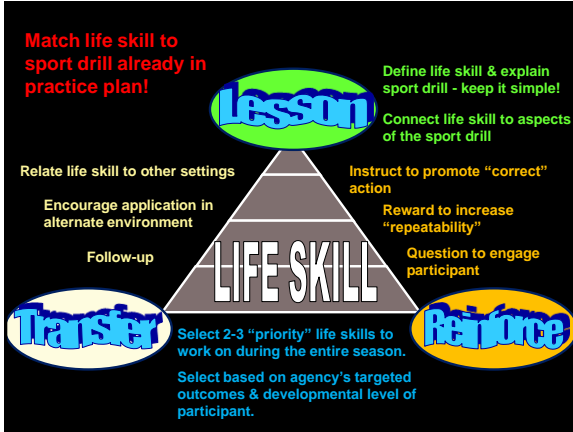 Match life skill to
sport drill already in
practice plan!
Lesson
Define life skill & explain
sport drill - keep it simple!
Connect life skill to aspects
of the sport drill
Relate life skill to other settings
Encourage application in
alternate environment
Follow-up
Instruct to promote “correct”
action
Reward to increase
“repeatability”
Question to engage
participant
LIFE SKILL
Transfer
Reinforce
Select 2-3 “priority” life skills to
work on during the entire season.
Select based on agency’s targeted
outcomes & developmental level of
participant.